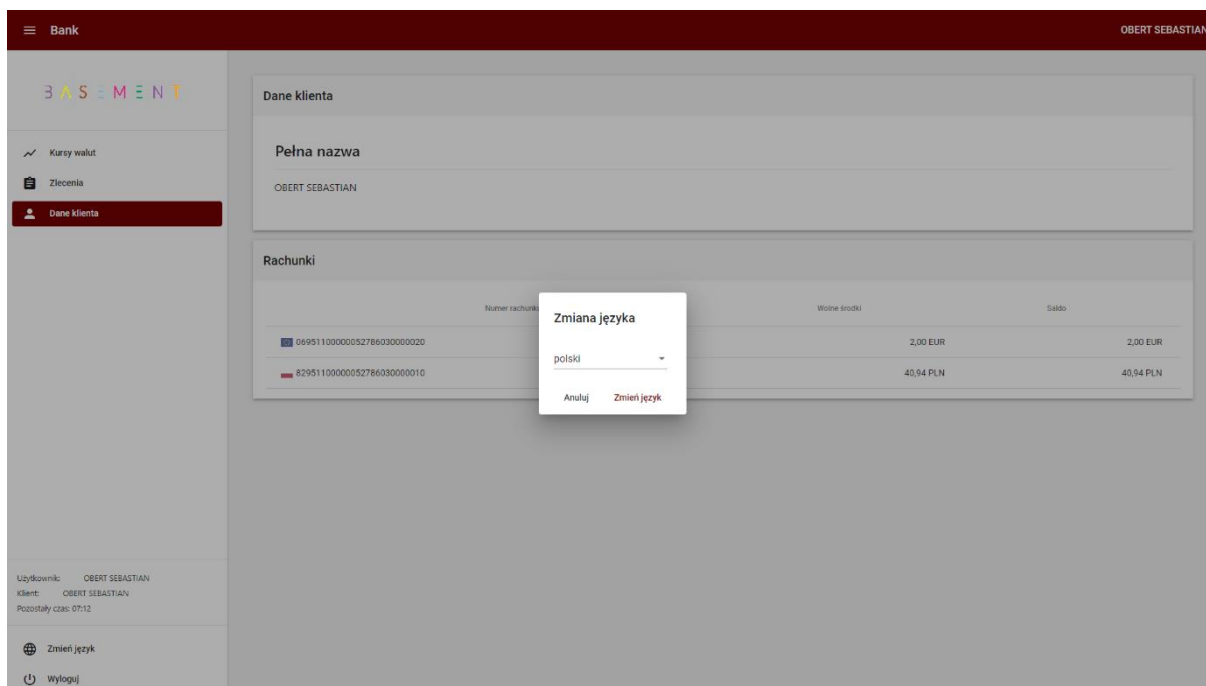 Bank
OBERT SEBASTIAN
BASEMENT
Kursy walut
Zlecenia
Dane klienta
Dane klienta
Pełna nazwa
OBERT SEBASTIAN
Rachunki
Numer rachunku Wolne środki Saldo
06951100000052786030000020 2,00 EUR 2,00 EUR
82951100000052786030000010 40,94 PLN 40,94 PLN
Zmiana języka
polski
Anuluj Zmień język
Użytkownik: OBERT SEBASTIAN
Klient: OBERT SEBASTIAN
Pozostały czas: 07:12
Zmień język
Wyloguj